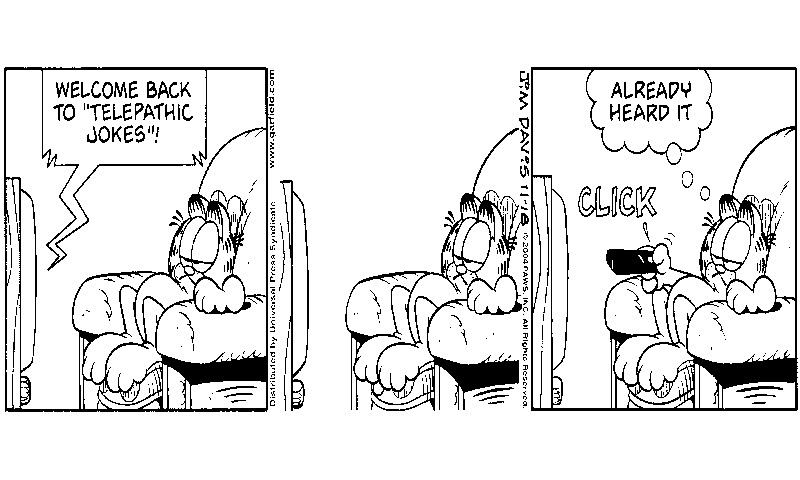 WELCOME BACK
TO "TELEPATHIC
JOKES"!
www.garfield.com
Distributed by Universal Press Syndicate
JIM DAVIS 11-18
© 2004 PAWS, INC. All Rights Reserved.
ALREADY
HEARD IT
CLICK